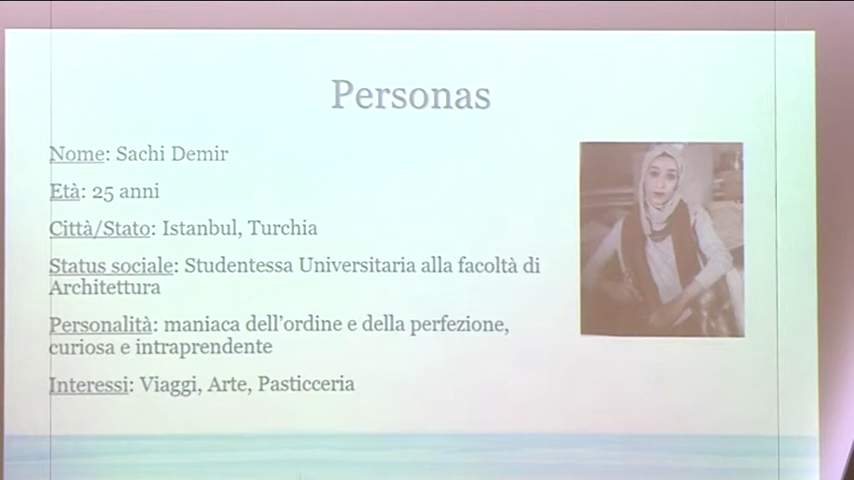 Personas
Nome: Sachi Demir
Età: 25 anni
Città/Stato: Istanbul, Turchia
Status sociale: Studentessa Universitaria alla facoltà di
Architettura
Personalità: maniaca dell'ordine e della perfezione,
curiosa e intraprendente
Interessi: Viaggi, Arte, Pasticceria